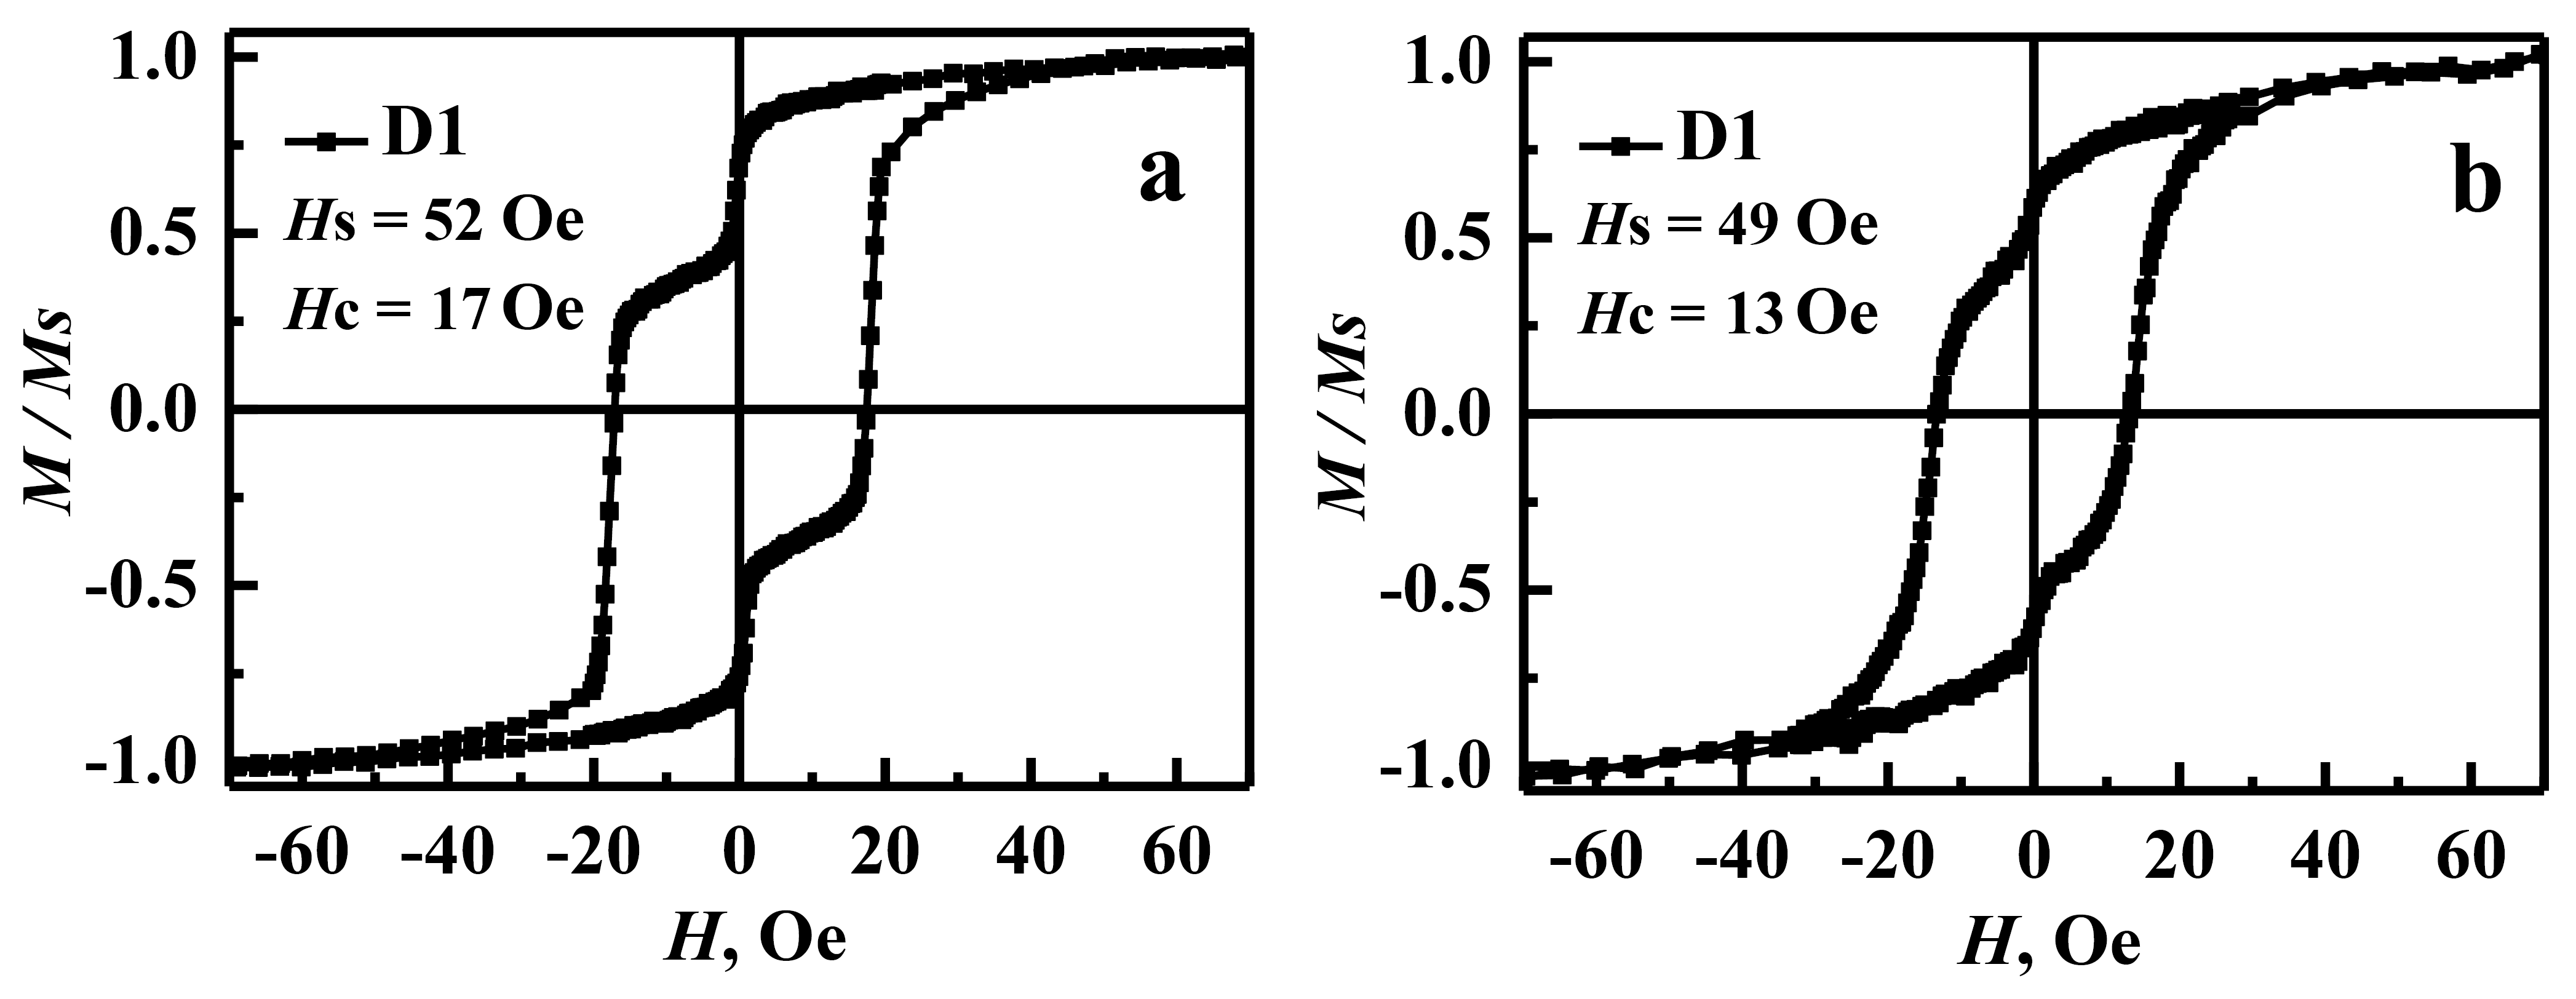 1.0
0.5
0.0
-0.5
-1.0
M / Ms
D1
Hs = 52 Oe
Hc = 17 Oe
a
-60 -40 -20 0 20 40 60
H, Oe
1.0
0.5
0.0
-0.5
-1.0
M / Ms
D1
Hs = 49 Oe
Hc = 13 Oe
b
-60 -40 -20 0 20 40 60
H, Oe